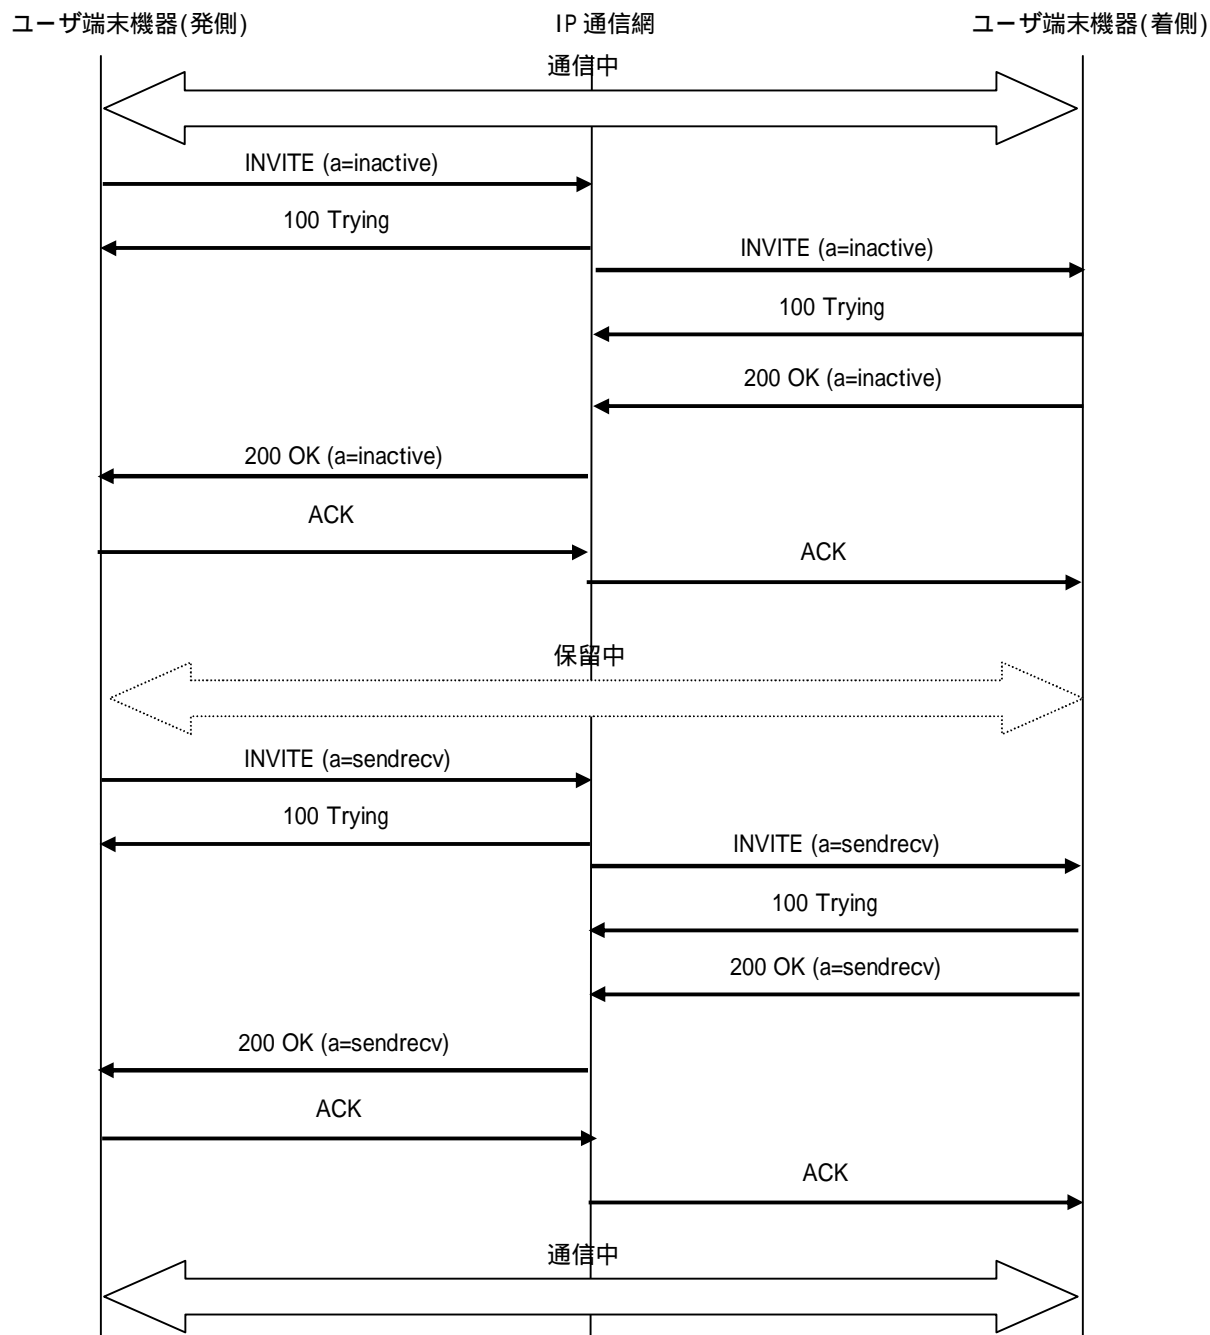 ユーザ端末機器(発側)
IP通信網
ユーザ端末機器(着側)
通信中
INVITE (a=inactive)
100 Trying
INVITE (a=inactive)
100 Trying
200 OK (a=inactive)
200 OK (a=inactive)
ACK
ACK
保留中
INVITE (a=sendrecv)
100 Trying
INVITE (a=sendrecv)
100 Trying
200 OK (a=sendrecv)
200 OK (a=sendrecv)
ACK
ACK
通信中